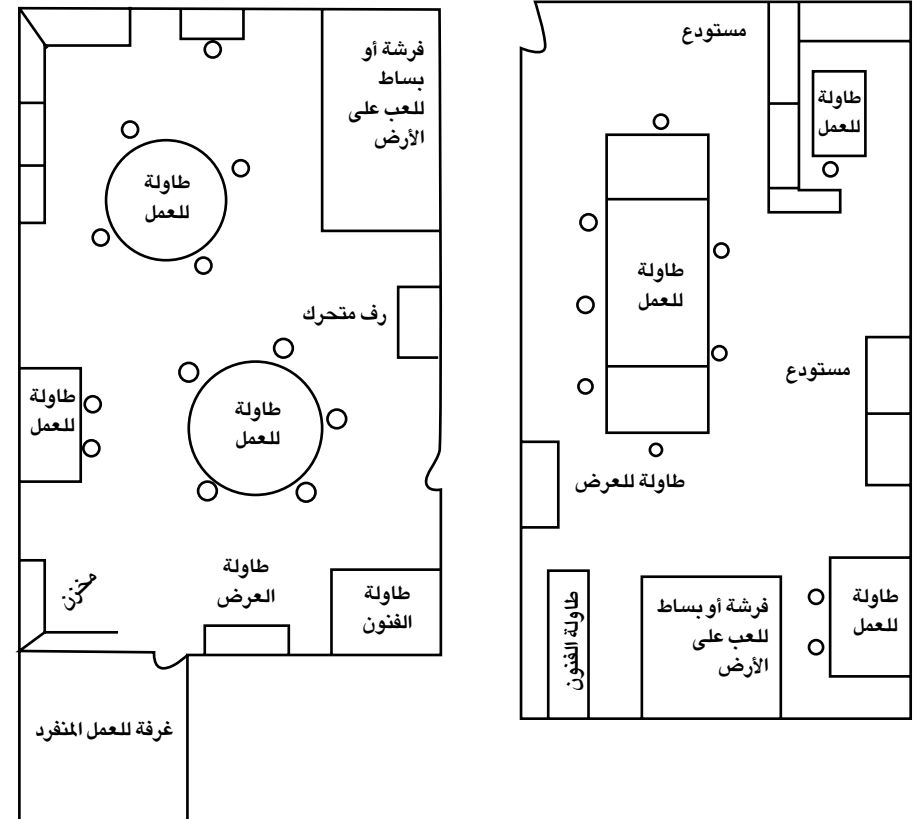 مستودع
طاولة
للعمل
طاولة
للعمل
مستودع
طاولة للعرض
طاولة
للعمل
فرشة أو بساط
للعب على
الأرض
طاولة الفنون
فرشة أو
بساط
للعب على
الأرض
طاولة
للعمل
رف متحرك
طاولة
للعمل
طاولة
للعمل
طاولة
الفنون
طاولة
العرض
مخزن
غرفة للعمل المنفرد